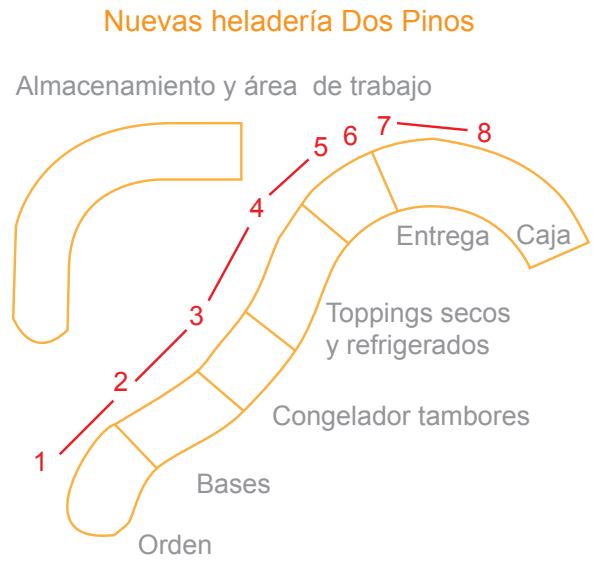 Nuevas heladería Dos Pinos
Almacenamiento y área de trabajo
7
8
6
5
4
Entrega
Caja
3
Toppings secos
y refrigerados
2
Congelador tambores
1
Bases
Orden